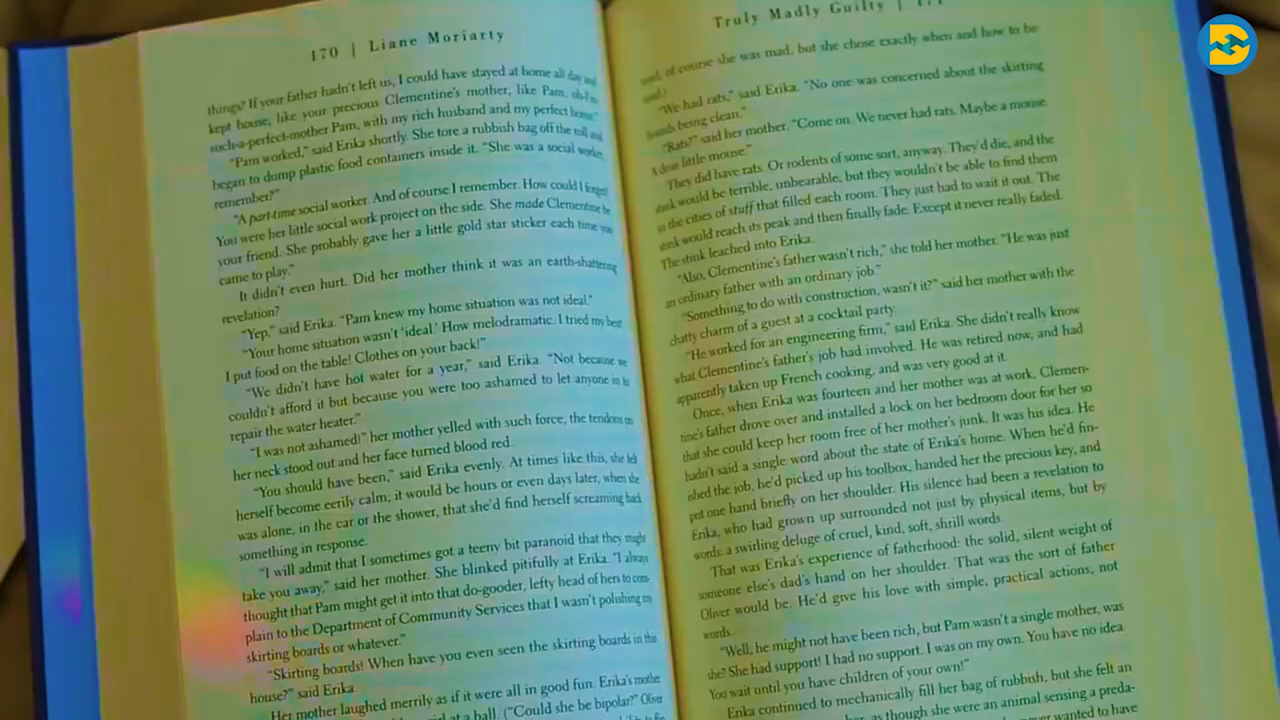 170 | Liane Moriarty
things? If your father hadn't left us, I could have stayed at home all day and
kept house, like your precious Clementine's mother, like Pam, oh-I'm-
such-a-perfect-mother Pam, with my rich husband and my perfect house."
"Pam worked," said Erika shortly. She tore a rubbish bag off the roll and
began to dump plastic food containers inside it. "She was a social worker,
remember?"
"A part-time social worker. And of course I remember. How could I forget
You were her little social work project on the side. She made Clementine be
your friend. She probably gave her a little gold star sticker each time you
came to play."
It didn't even hurt. Did her mother think it was an earth-shattering
revelation?
"Yep," said Erika. "Pam knew my home situation was not ideal."
"Your home situation wasn't 'ideal.' How melodramatic. I tried my best
I put food on the table! Clothes on your back!"
"We didn't have hot water for a year," said Erika. "Not because we
couldn't afford it but because you were too ashamed to let anyone in to
repair the water heater."
"I was not ashamed!" her mother yelled with such force, the tendons on
her neck stood out and her face turned blood red.
"You should have been," said Erika evenly. At times like this, she felt
herself become eerily calm; it would be hours or even days later, when she
was alone, in the car or the shower, that she'd find herself screaming back
something in response.
"I will admit that I sometimes got a teeny bit paranoid that they might
take you away," said her mother. She blinked pitifully at Erika. "I always
thought that Pam might get it into that do-gooder, lefty head of hers to com-
plain to the Department of Community Services that I wasn't polishing my
skirting boards or whatever."
"Skirting boards! When have you even seen the skirting boards in this
house?" said Erika.
Her mother laughed merrily as if it were all in good fun. Erika's mother
at a ball. ("Could she be bipolar?" Oliver
Truly Madly Guilty |
of course she was mad, but she chose exactly when and how to be
"We had rats," said Erika. "No one was concerned about the skirting
boards being clean."
"Rats?" said her mother. "Come on. We never had rats. Maybe a mouse.
A dear little mouse."
They did have rats. Or rodents of some sort, anyway. They'd die, and the
stink would be terrible, unbearable, but they wouldn't be able to find them
in the cities of stuff that filled each room. They just had to wait it out. The
stink would reach its peak and then finally fade. Except it never really faded.
The stink leached into Erika.
"Also, Clementine's father wasn't rich," she told her mother. "He was just
an ordinary father with an ordinary job."
"Something to do with construction, wasn't it?" said her mother with the
chatty charm of a guest at a cocktail party.
"He worked for an engineering firm," said Erika. She didn't really know
what Clementine's father's job had involved. He was retired now, and had
apparently taken up French cooking, and was very good at it.
Once, when Erika was fourteen and her mother was at work, Clemen-
tine's father drove over and installed a lock on her bedroom door for her so
that she could keep her room free of her mother's junk. It was his idea. He
hadn't said a single word about the state of Erika's home. When he'd fin-
ished the job, he'd picked up his toolbox, handed her the precious key, and
put one hand briefly on her shoulder. His silence had been a revelation to
Erika, who had grown up surrounded not just by physical items, but by
words: a swirling deluge of cruel, kind, soft, shrill words.
That was Erika's experience of fatherhood: the solid, silent weight of
someone else's dad's hand on her shoulder. That was the sort of father
Oliver would be. He'd give his love with simple, practical actions, not
words.
"Well, he might not have been rich, but Pam wasn't a single mother, was
she? She had support! I had no support. I was on my own. You have no idea.
You wait until you have children of your own!"
Erika continued to mechanically fill her bag of rubbish, but she felt an
as though she were an animal sensing a preda-
wanted to have